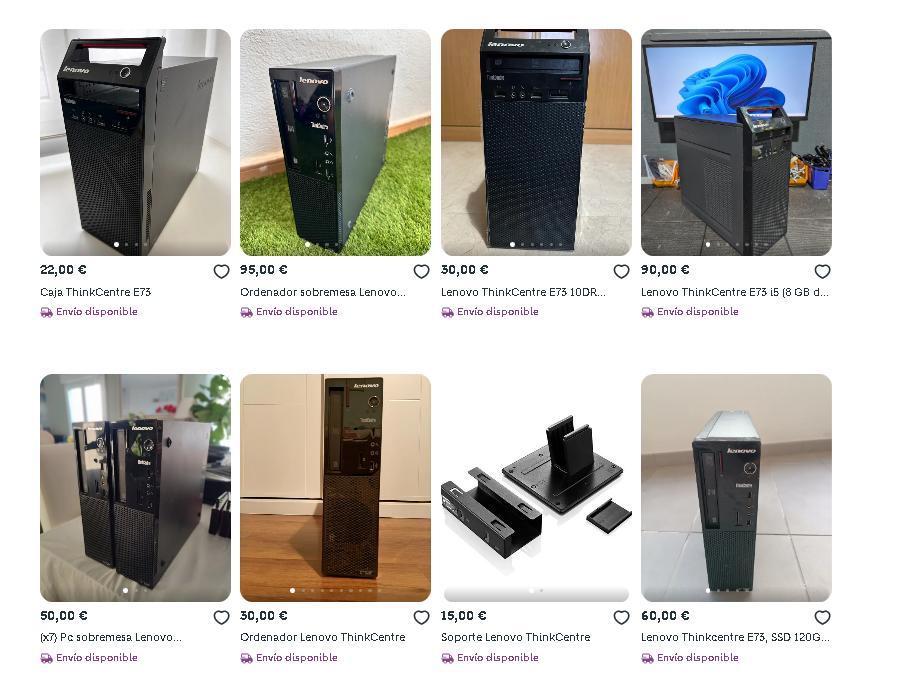 lenovo
lenovo
lenovo
22,00 €
95,00 €
30,00 €
90,00 €
Caja ThinkCentre E73
Ordenador sobremesa Lenovo...
Lenovo ThinkCentre E73 10DR...
Lenovo ThinkCentre E73 i5 (8 GB d...
Envío disponible
Envío disponible
Envío disponible
Envío disponible
lenovo
lenovo
lenovo
50,00 €
30,00 €
15,00 €
60,00 €
(x7) Pc sobremesa Lenovo...
Ordenador Lenovo ThinkCentre
Soporte Lenovo ThinkCentre
Lenovo Thinkcentre E73, SSD 120G...
Envío disponible
Envío disponible
Envío disponible
Envío disponible